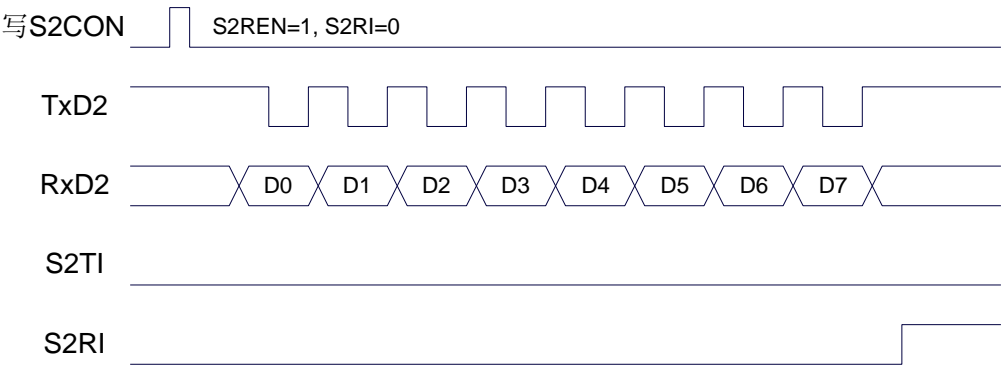 写S2CON S2REN=1, S2RI=0
TxD2
RxD2 D0 D1 D2 D3 D4 D5 D6 D7
S2TI
S2RI